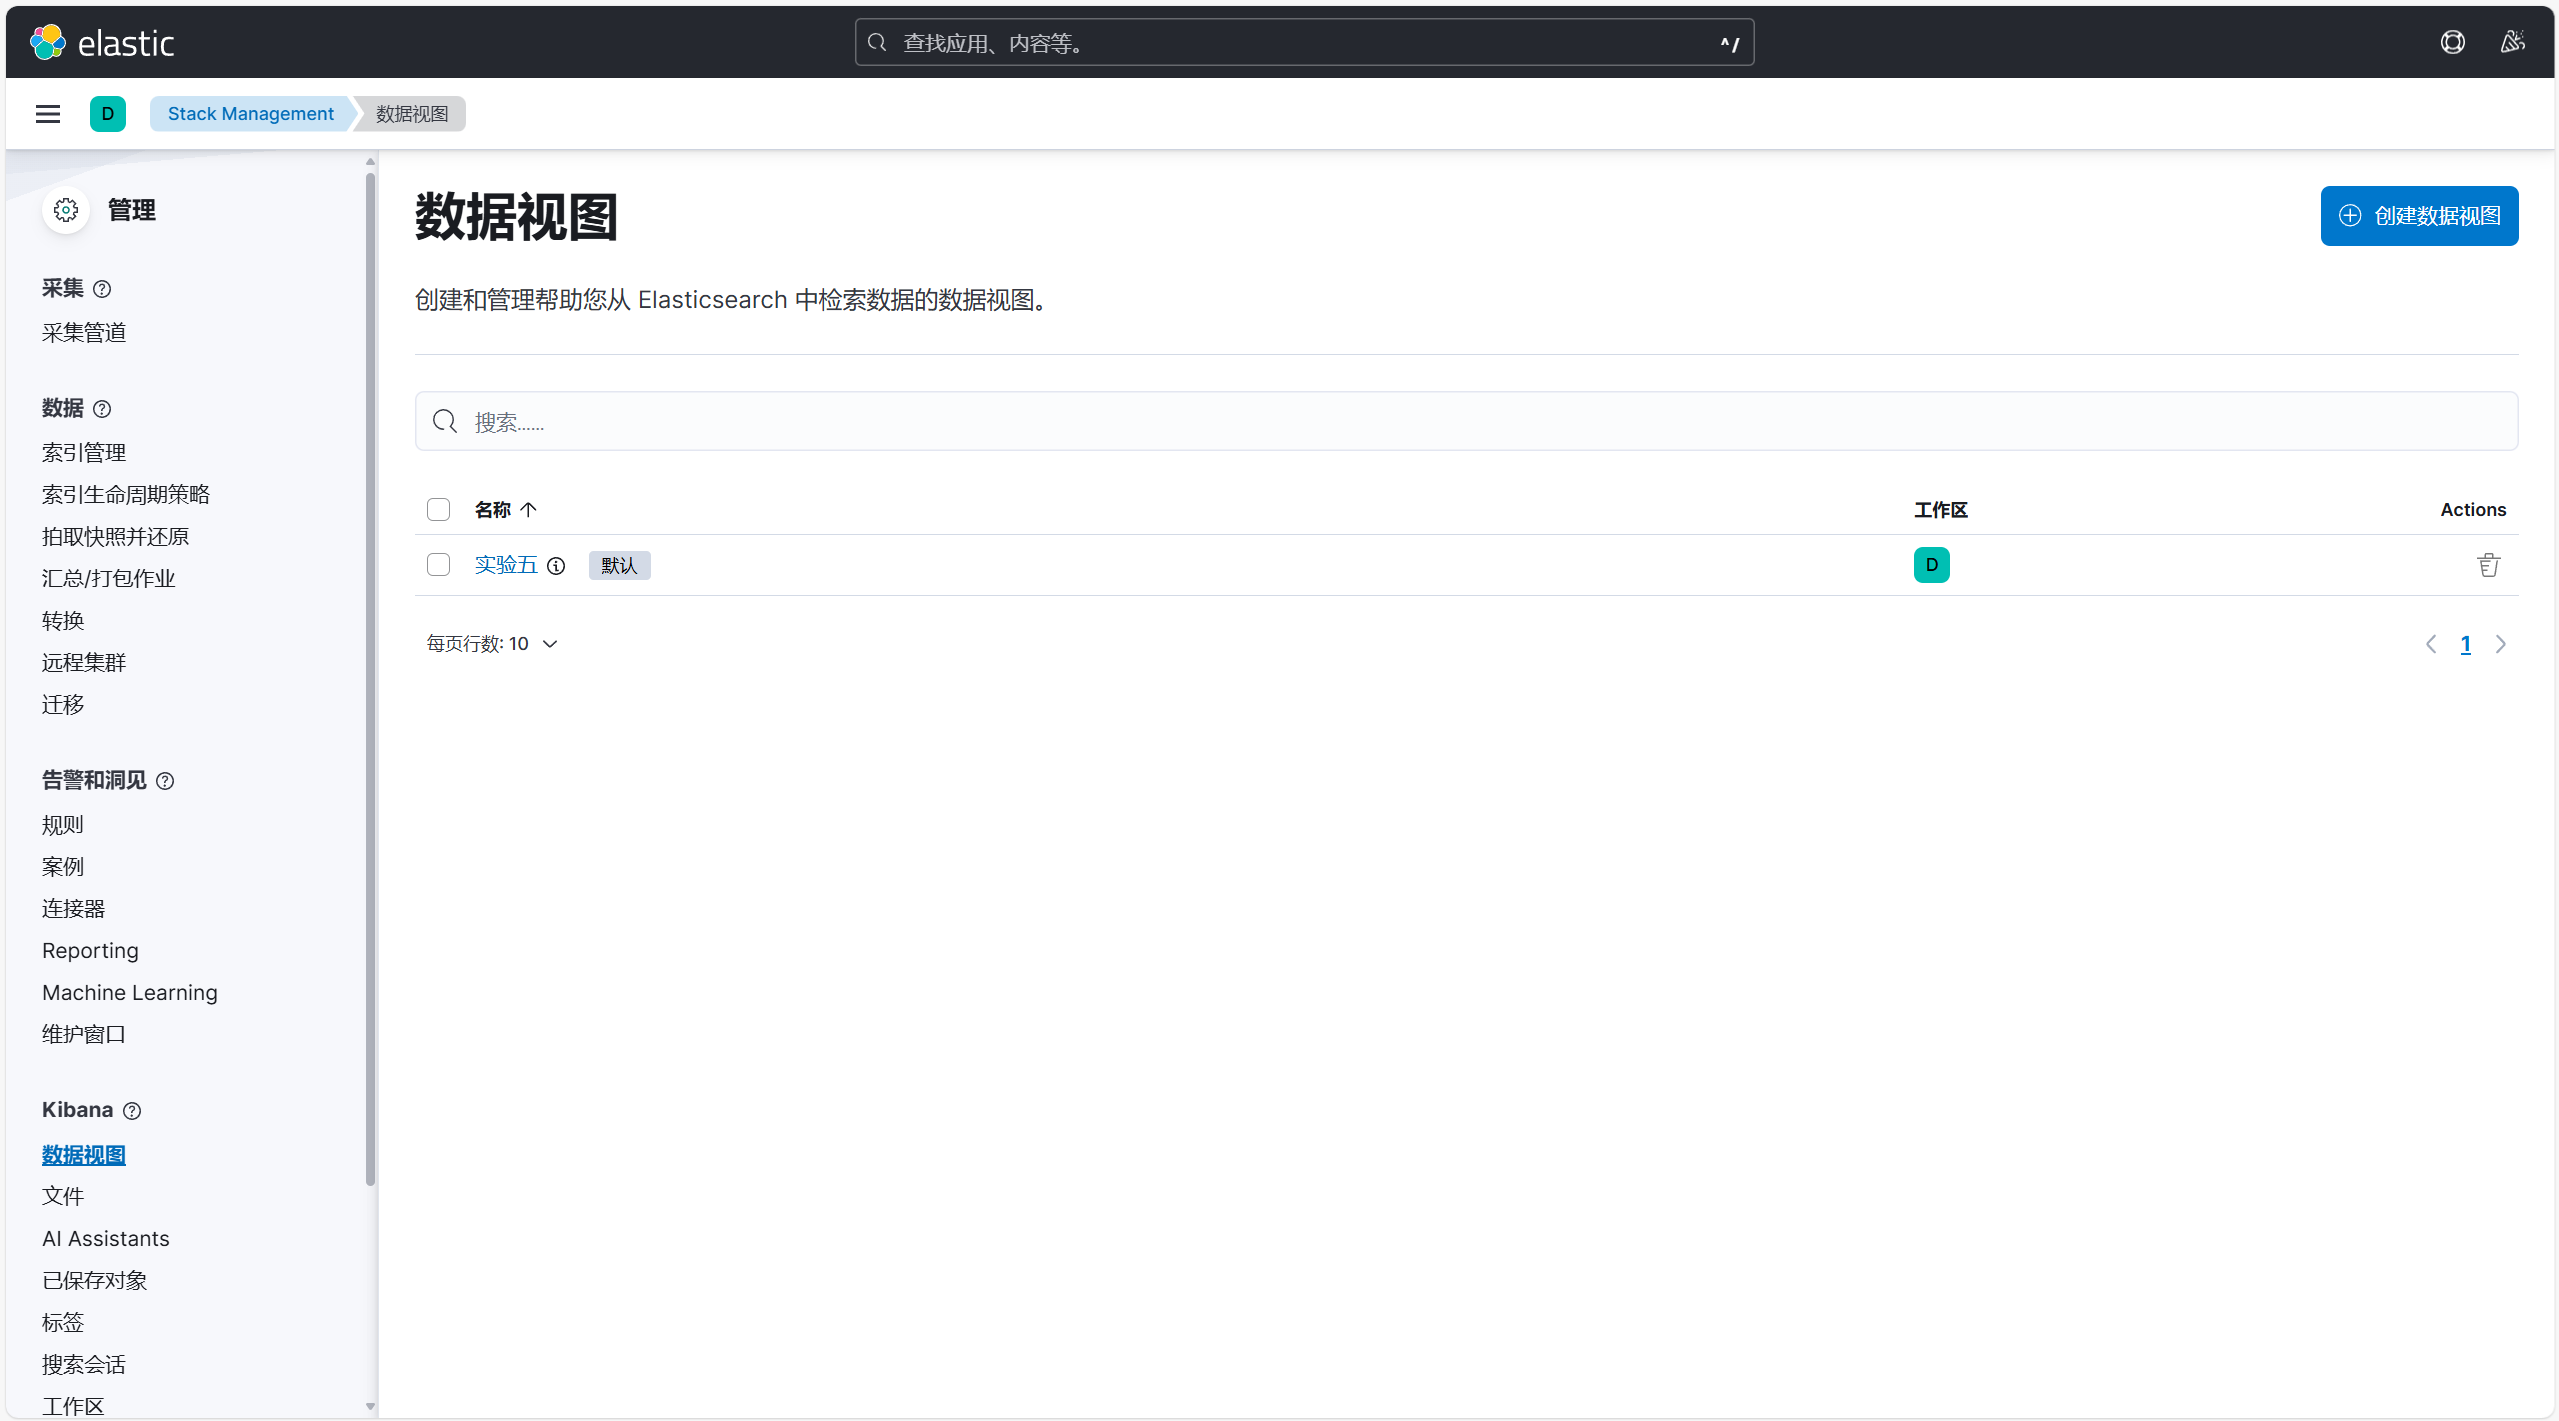 elastic
查找应用、内容等。
^/
D
Stack Management
数据视图
管理
采集
采集管道
数据
索引管理
索引生命周期策略
拍取快照并还原
汇总/打包作业
转换
远程集群
迁移
告警和洞见
规则
案例
连接器
Reporting
Machine Learning
维护窗口
Kibana
数据视图
文件
AI Assistants
已保存对象
标签
搜索会话
工作区
数据视图
创建数据视图
创建和管理帮助您从 Elasticsearch 中检索数据的数据视图。
搜索......
名称 工作区 Actions
实验五 默认 D
每页行数: 10
1